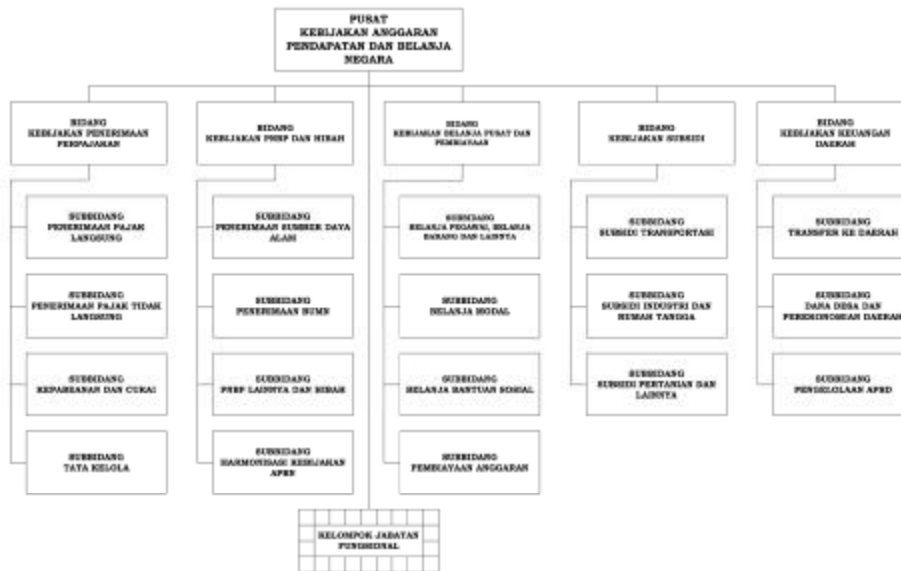 PUSAT
KEBIJAKAN ANGGARAN
PENDAPATAN DAN BELANJA
NEGARA
BIDANG
KEBIJAKAN PENERIMAAN
PERPAJAKAN
BIDANG
KEBIJAKAN PNBP DAN HIBAH
BIDANG
KEBIJAKAN BELANJA PUSAT DAN
PEMBIAYAAN
BIDANG
KEBIJAKAN SUBSIDI
BIDANG
KEBIJAKAN KEUANGAN
DAERAH
SUBBIDANG
PENERIMAAN PAJAK
LANGSUNG
SUBBIDANG
PENERIMAAN SUMBER DAYA
ALAM
SUBBIDANG
BELANJA PEGAWAI, BELANJA
BARANG DAN LAINNYA
SUBBIDANG
SUBSIDI TRANSPORTASI
SUBBIDANG
TRANSFER KE DAERAH
SUBBIDANG
PENERIMAAN PAJAK TIDAK
LANGSUNG
SUBBIDANG
PENERIMAAN BUMN
SUBBIDANG
BELANJA MODAL
SUBBIDANG
SUBSIDI INDUSTRI DAN
RUMAH TANGGA
SUBBIDANG
DANA DESA DAN
PEREKONOMIAN DAERAH
SUBBIDANG
KEPABEANAN DAN CUKAI
SUBBIDANG
PNBP LAINNYA DAN HIBAH
SUBBIDANG
BELANJA BANTUAN SOSIAL
SUBBIDANG
SUBSIDI PERTANIAN DAN
LAINNYA
SUBBIDANG
PENGELOLAAN APBD
SUBBIDANG
TATA KELOLA
SUBBIDANG
HARMONISASI KEBIJAKAN
APBN
SUBBIDANG
PEMBIAYAAN ANGGARAN
KELOMPOK JABATAN
FUNGSIONAL